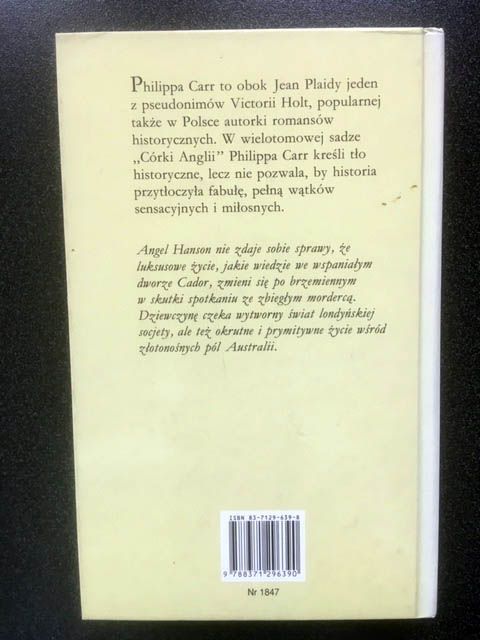 Philippa Carr to obok Jean Plaidy jeden
z pseudonimów Victorii Holt, popularnej
także w Polsce autorki romansów
historycznych. W wielotomowej sadze
„Córki Anglii” Philippa Carr kreśli tło
historyczne, lecz nie pozwala, by historia
przytłoczyła fabułę, pełną wątków
sensacyjnych i miłosnych.
Angel Hanson nie zdaje sobie sprawy, że
luksusowe życie, jakie wiedzie we wspaniałym
dworze Cador, zmieni się po brzemiennym
w skutki spotkaniu ze zbiegłym mordercą.
Dziewczynę czeka wytworny świat londyńskiej
socjety, ale też okrutne i prymitywne życie wśród
złotonośnych pól Australii.
ISBN 83-7129-639-8
9 788371 296390
Nr 1847